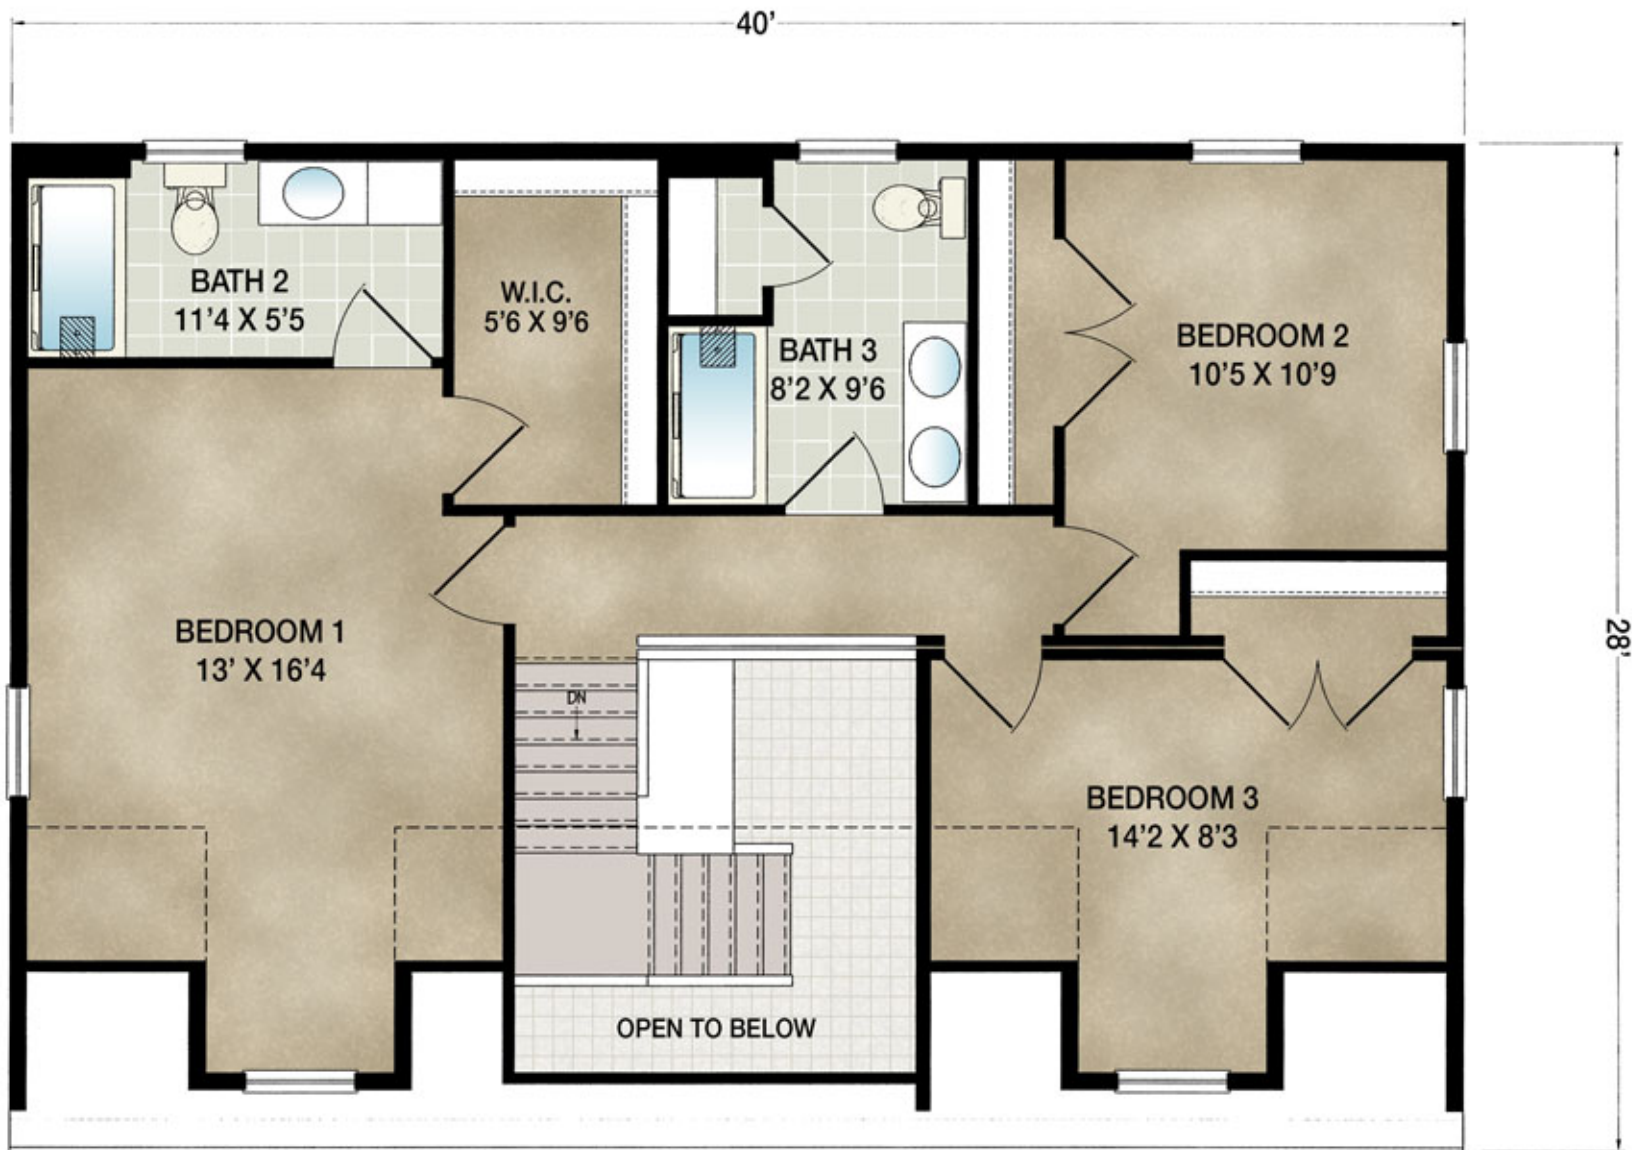 40'
BATH 2
11'4 X 5'5
W.I.C.
5'6 X 9'6
BATH 3
8'2 X 9'6
BEDROOM 2
10'5 X 10'9
BEDROOM 1
13' X 16'4
DN
28'
BEDROOM 3
14'2 X 8'3
OPEN TO BELOW